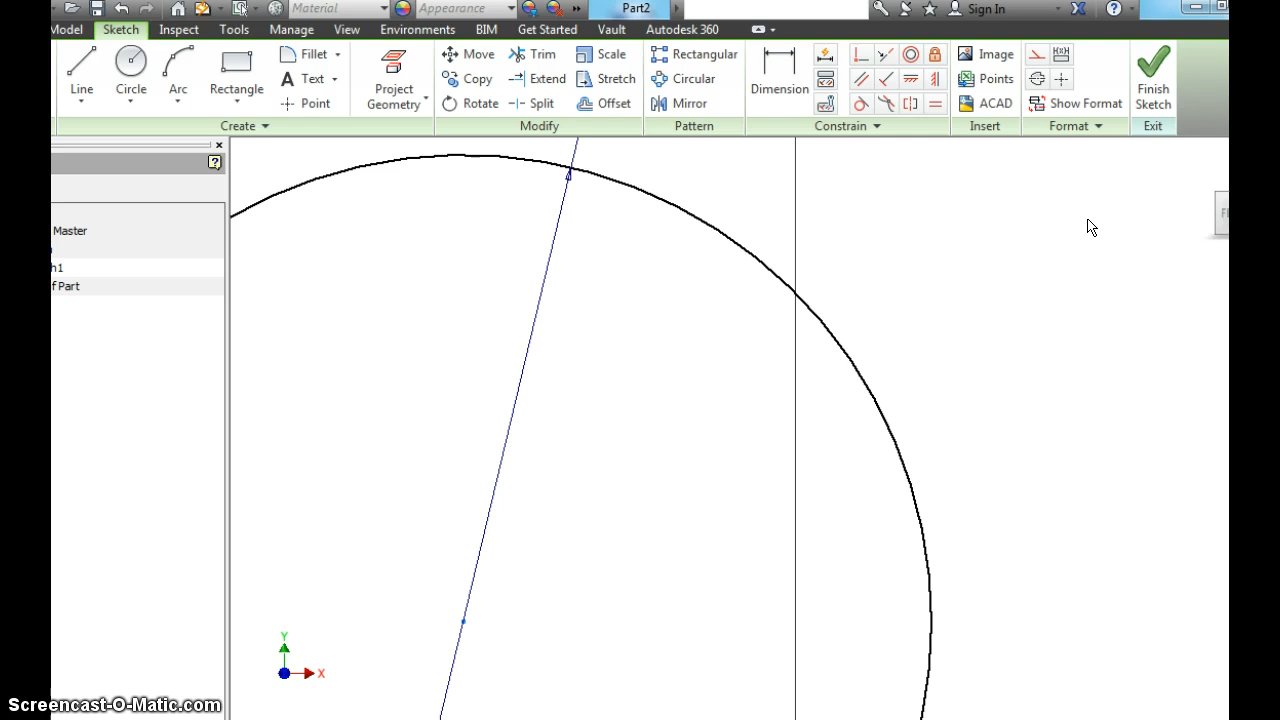 Material Appearance Part2 Sign In
Model Sketch Inspect Tools Manage View Environments BIM Get Started Vault Autodesk 360
Line Circle Arc Rectangle Fillet Text Point Project Geometry Move Copy Rotate Trim Extend Split Scale Stretch Offset Rectangular Circular Mirror Dimension Image Points ACAD Show Format Finish Sketch
Create Modify Pattern Constrain Insert Format Exit
Master
h1
f Part
Y
X
Screencast-O-Matic.com